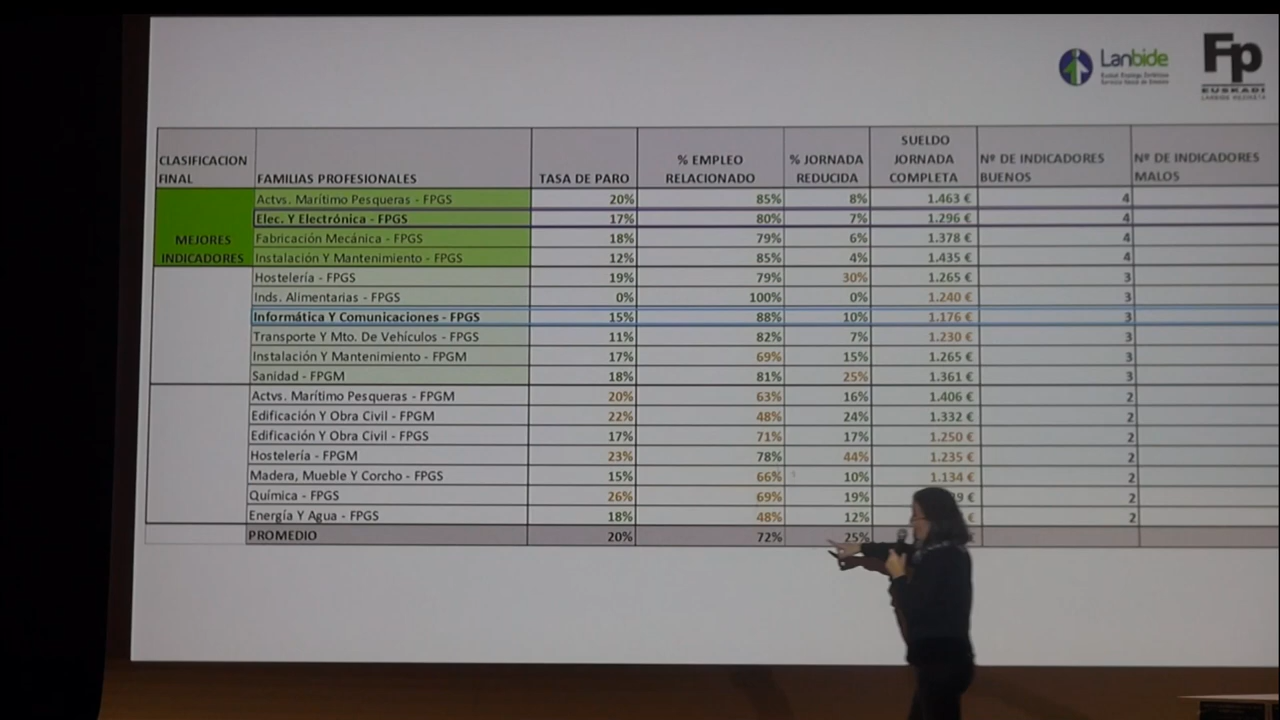 Lanbide
Fp
EUSKADI
CLASIFICACION FINAL | FAMILIAS PROFESIONALES | TASA DE PARO | % EMPLEO RELACIONADO | % JORNADA REDUCIDA | SUELDO JORNADA COMPLETA | Nº DE INDICADORES BUENOS | Nº DE INDICADORES MALOS
MEJORES INDICADORES
Actvs. Marítimo Pesqueras - FPGS 20% 85% 8% 1.463 € 4
Elec. Y Electrónica - FPGS 17% 80% 7% 1.296 € 4
Fabricación Mecánica - FPGS 18% 79% 6% 1.378 € 4
Instalación Y Mantenimiento - FPGS 12% 85% 4% 1.435 € 4
Hostelería - FPGS 19% 79% 30% 1.265 € 3
Inds. Alimentarias - FPGS 0% 100% 0% 1.240 € 3
Informática Y Comunicaciones - FPGS 15% 88% 10% 1.176 € 3
Transporte Y Mto. De Vehículos - FPGS 11% 82% 7% 1.230 € 3
Instalación Y Mantenimiento - FPGM 17% 69% 15% 1.265 € 3
Sanidad - FPGM 18% 81% 25% 1.361 € 3
Actvs. Marítimo Pesqueras - FPGM 20% 63% 16% 1.406 € 2
Edificación Y Obra Civil - FPGM 22% 48% 24% 1.332 € 2
Edificación Y Obra Civil - FPGS 17% 71% 17% 1.250 € 2
Hostelería - FPGM 23% 78% 44% 1.235 € 2
Madera, Mueble Y Corcho - FPGS 15% 66% 10% 1.134 € 2
Química - FPGS 26% 69% 19% € 2
Energía Y Agua - FPGS 18% 48% 12% € 2
PROMEDIO 20% 72% 25%